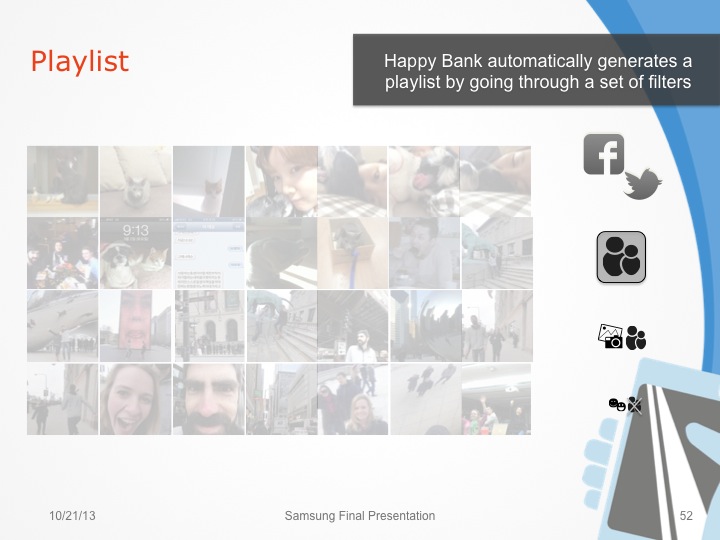 Playlist
Happy Bank automatically generates a
playlist by going through a set of filters
9:13
10/21/13
Samsung Final Presentation
52